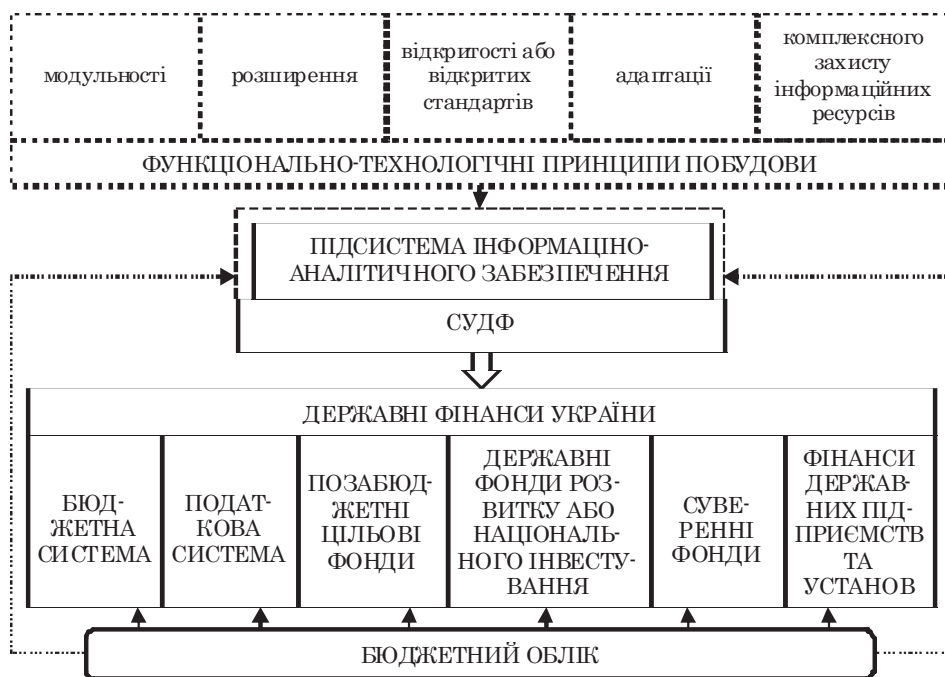 модульності
розширення
відкритості або
відкритих
стандартів
адаптації
комплексного
захисту
інформаційних
ресурсів
ФУНКЦІОНАЛЬНО-ТЕХНОЛОГІЧНІ ПРИНЦИПИ ПОБУДОВИ
ПІДСИСТЕМА ІНФОРМАЦІНО-
АНАЛІТИЧНОГО ЗАБЕЗПЕЧЕННЯ
СУДФ
ДЕРЖАВНІ ФІНАНСИ УКРАЇНИ
БЮД-
ЖЕТНА
СИСТЕМА
ПОДАТ-
КОВА
СИСТЕМА
ПОЗАБЮД-
ЖЕТНІ
ЦІЛЬОВІ
ФОНДИ
ДЕРЖАВНІ
ФОНДИ РОЗ-
ВИТКУ АБО
НАЦІОНАЛЬ-
НОГО ІНВЕСТУ-
ВАННЯ
СУВЕ-
РЕННІ
ФОНДИ
ФІНАНСИ
ДЕРЖАВ-
НИХ ПІД-
ПРИЄМСТВ
ТА
УСТАНОВ
БЮДЖЕТНИЙ ОБЛІК